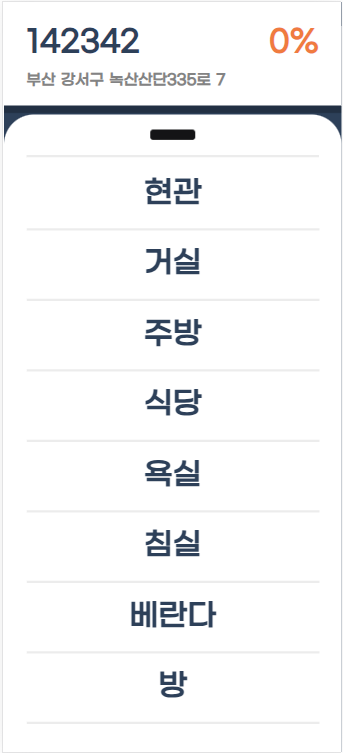 142342
0%
부산 강서구 녹산산단335로 7
현관
거실
주방
식당
욕실
침실
베란다
방